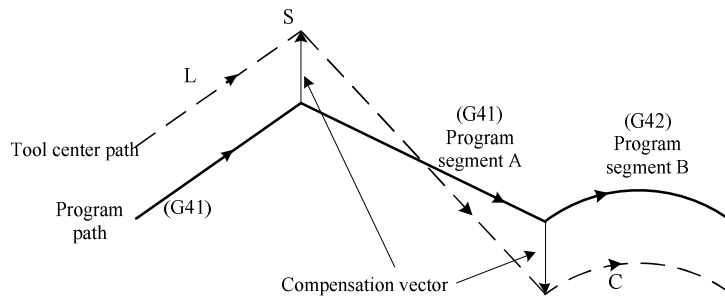 S
L
Tool center path
(G41)
Program
segment A
(G42)
Program
segment B
Program
path
(G41)
Compensation vector
C